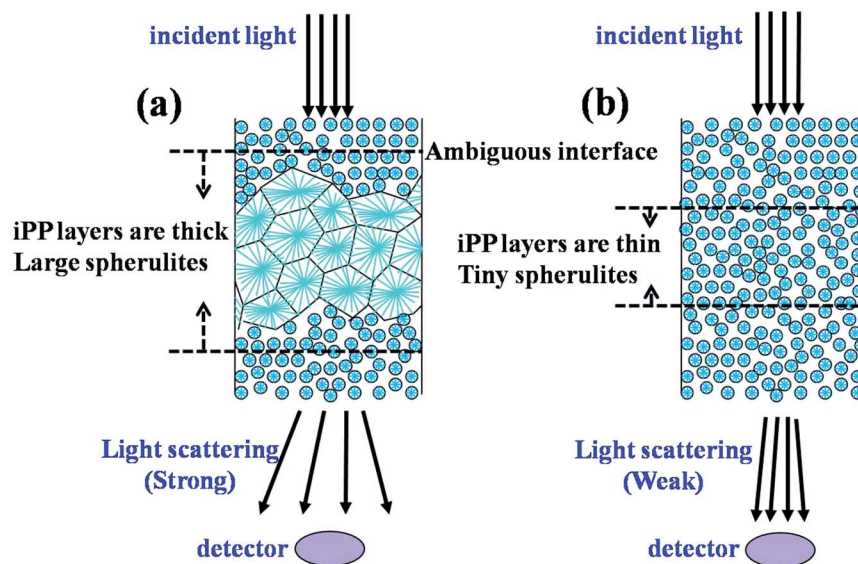 incident light
(a)
Ambiguous interface
iPP layers are thick
Large spherulites
Light scattering
(Strong)
detector
incident light
(b)
iPP layers are thin
Tiny spherulites
Light scattering
(Weak)
detector